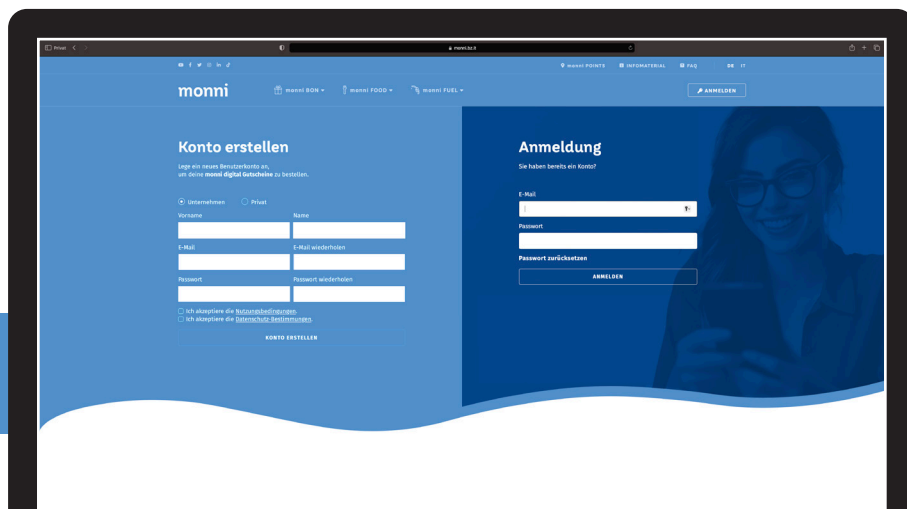 Privat
monni.bz.it
monni POINTS INFOMATERIAL FAQ DE IT
monni monni BON monni FOOD monni FUEL ANMELDEN
Konto erstellen
Lege ein neues Benutzerkonto an,
um deine monni digital Gutscheine zu bestellen.
Unternehmen Privat
Vorname Name
E-Mail E-Mail wiederholen
Passwort Passwort wiederholen
Ich akzeptiere die Nutzungsbedingungen.
Ich akzeptiere die Datenschutz-Bestimmungen.
KONTO ERSTELLEN
Anmeldung
Sie haben bereits ein Konto?
E-Mail
Passwort
Passwort zurücksetzen
ANMELDEN